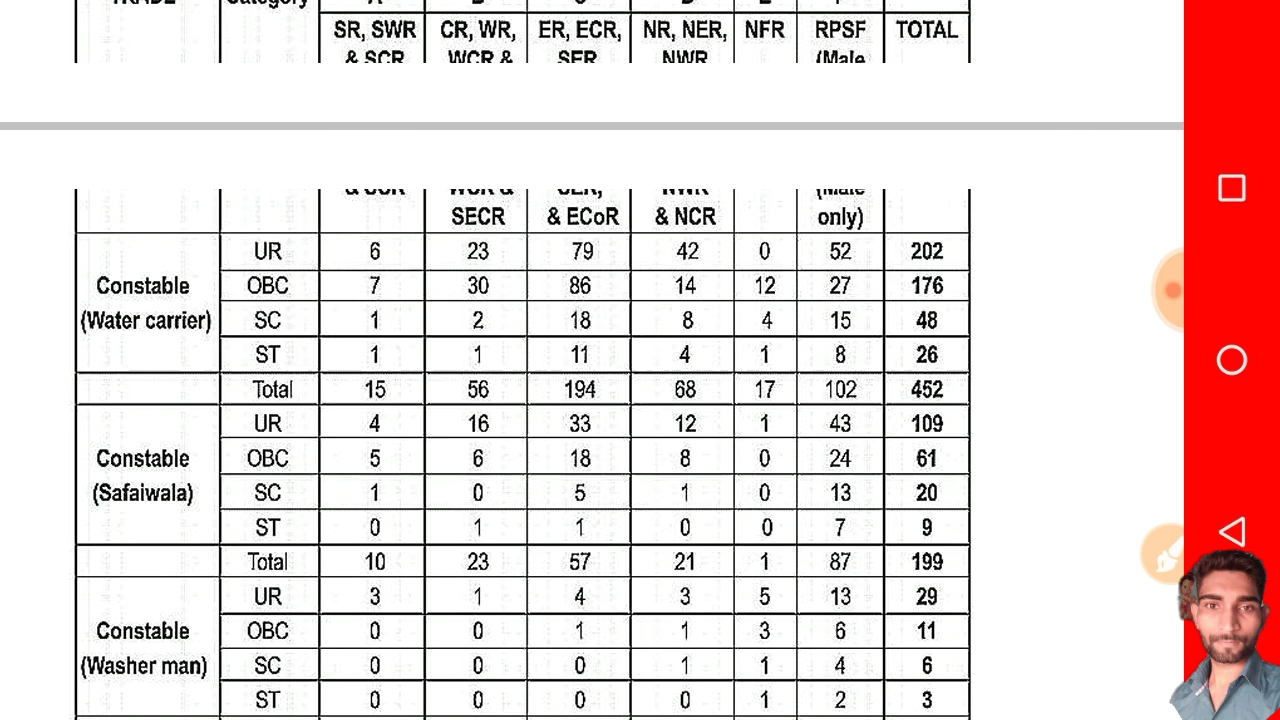 TRADE Category A B C D E F
SR, SWR CR, WR, ER, ECR, NR, NER, NFR RPSF TOTAL
& SCR WCR & SER, NWR (Male
SECR & ECoR & NCR only)
Constable (Water carrier) UR 6 23 79 42 0 52 202
OBC 7 30 86 14 12 27 176
SC 1 2 18 8 4 15 48
ST 1 1 11 4 1 8 26
Total 15 56 194 68 17 102 452
Constable (Safaiwala) UR 4 16 33 12 1 43 109
OBC 5 6 18 8 0 24 61
SC 1 0 5 1 0 13 20
ST 0 1 1 0 0 7 9
Total 10 23 57 21 1 87 199
Constable (Washer man) UR 3 1 4 3 5 13 29
OBC 0 0 1 1 3 6 11
SC 0 0 0 1 1 4 6
ST 0 0 0 0 1 2 3